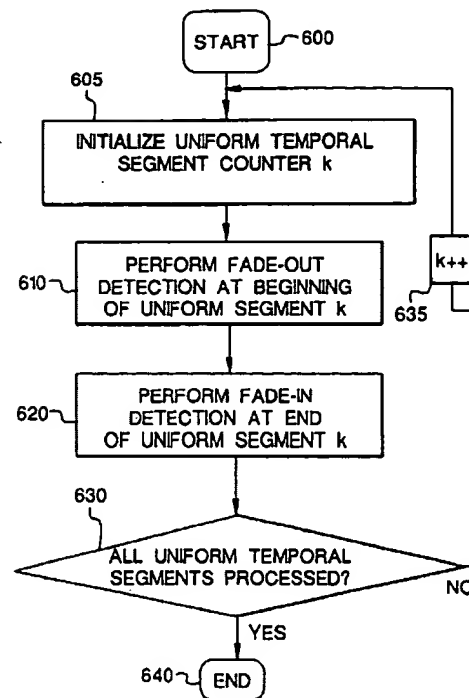 START
600
605
INITIALIZE UNIFORM TEMPORAL
SEGMENT COUNTER k
610
PERFORM FADE-OUT
DETECTION AT BEGINNING
OF UNIFORM SEGMENT k
k++
635
620
PERFORM FADE-IN
DETECTION AT END
OF UNIFORM SEGMENT k
630
ALL UNIFORM TEMPORAL
SEGMENTS PROCESSED?
NO
YES
640
END